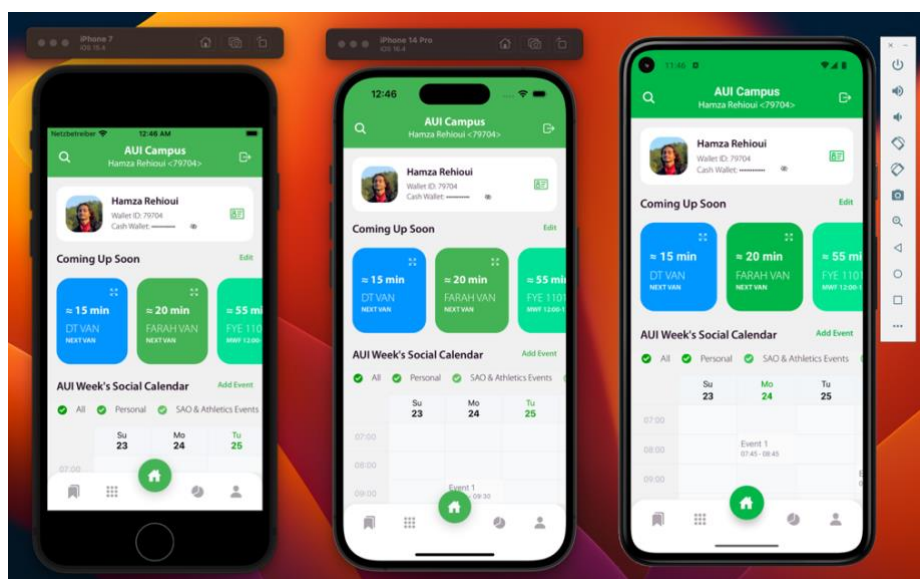 iPhone 7
iOS 15.4
Netzbetreiber 12:46 AM
AUI Campus
Hamza Rehioui <79704>
Hamza Rehioui
Wallet ID: 79704
Cash Wallet:
Coming Up Soon
Edit
≈ 15 min
DT VAN
NEXT VAN
≈ 20 min
FARAH VAN
NEXT VAN
≈ 55 mi
FYE 110
MWF 12:00-
AUI Week's Social Calendar
Add Event
All
Personal
SAO & Athletics Events
Su
23
Mo
24
Tu
25
07:00
iPhone 14 Pro
iOS 16.4
12:46
AUI Campus
Hamza Rehioui <79704>
Hamza Rehioui
Wallet ID: 79704
Cash Wallet:
Coming Up Soon
Edit
≈ 15 min
DT VAN
NEXT VAN
≈ 20 min
FARAH VAN
NEXT VAN
≈ 55 mi
FYE 1101
MWF 12:00-1
AUI Week's Social Calendar
Add Event
All
Personal
SAO & Athletics Events
Su
23
Mo
24
Tu
25
07:00
08:00
09:00
Event 1
- 09:30
11:46
AUI Campus
Hamza Rehioui <79704>
Hamza Rehioui
Wallet ID: 79704
Cash Wallet:
Coming Up Soon
Edit
≈ 15 min
DT VAN
NEXT VAN
≈ 20 min
FARAH VAN
NEXT VAN
≈ 55 mi
FYE 1101
MWF 12:00-1
AUI Week's Social Calendar
Add Event
All
Personal
SAO & Athletics Events
Su
23
Mo
24
Tu
25
07:00
08:00
Event 1
07:45 - 08:45
09:00